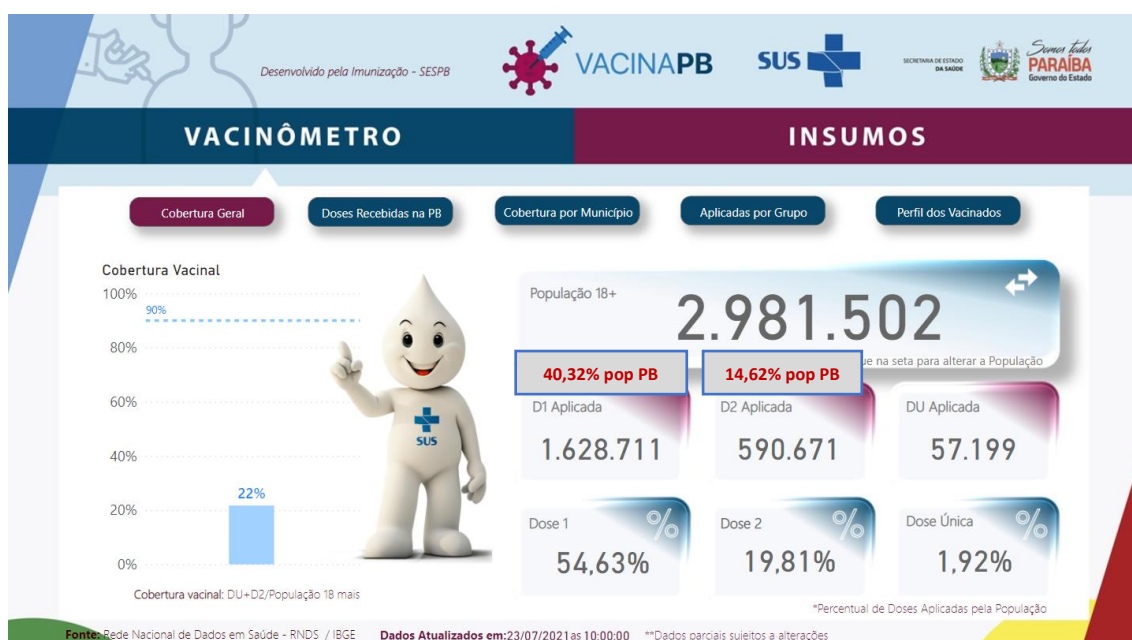 Desenvolvido pela Imunização - SESPB
VACINAPB
SUS
SECRETARIA DE ESTADO
DA SAÚDE
Somos todos
PARAÍBA
Governo do Estado
VACINÔMETRO
INSUMOS
Cobertura Geral
Doses Recebidas na PB
Cobertura por Município
Aplicadas por Grupo
Perfil dos Vacinados
Cobertura Vacinal
100%
90%
80%
60%
40%
22%
20%
0%
Cobertura vacinal: DU+D2/População 18 mais
SUS
População 18+
2.981.502
na seta para alterar a População
40,32% pop PB
14,62% pop PB
D1 Aplicada
1.628.711
D2 Aplicada
590.671
DU Aplicada
57.199
Dose 1
%
54,63%
Dose 2
%
19,81%
Dose Única
%
1,92%
*Percentual de Doses Aplicadas pela População
Fonte: Rede Nacional de Dados em Saúde - RNDS / IBGE
Dados Atualizados em:23/07/2021 as 10:00:00
**Dados parciais sujeitos a alterações